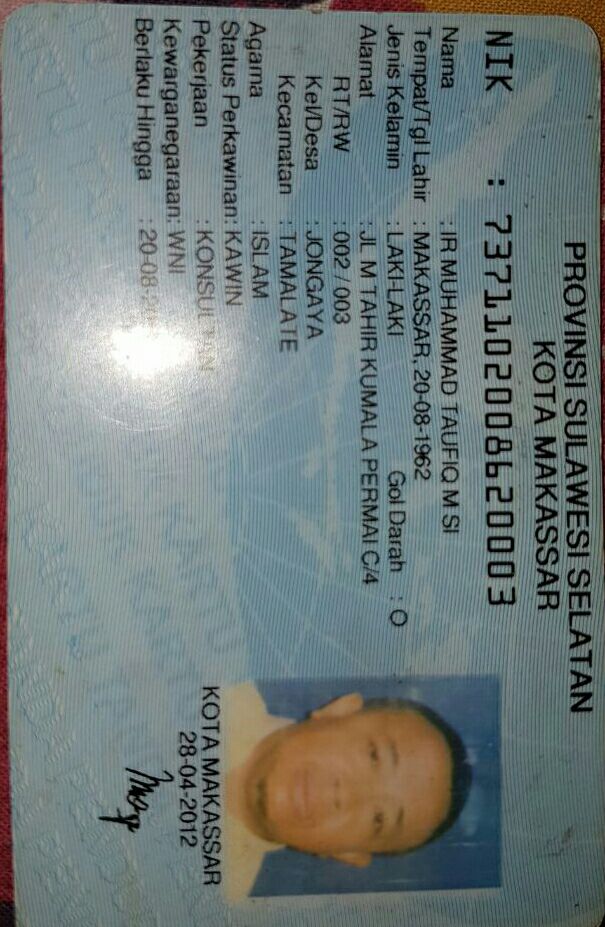 PROVINSI SULAWESI SELATAN
KOTA MAKASSAR
NIK : 7371102008620003
Nama : IR MUHAMMAD TAUFIQ M SI
Tempat/Tgl Lahir : MAKASSAR, 20-08-1962
Jenis Kelamin : LAKI-LAKI Gol Darah : O
Alamat : JL M TAHIR KUMALA PERMAI C/4
RT/RW : 002 / 003
Kel/Desa : JONGAYA
Kecamatan : TAMALATE
Agama : ISLAM
Status Perkawinan: KAWIN
Pekerjaan :
Kewarganegaraan: WNI
Berlaku Hingga : 20-08-
KOTA MAKASSAR
28-04-2012